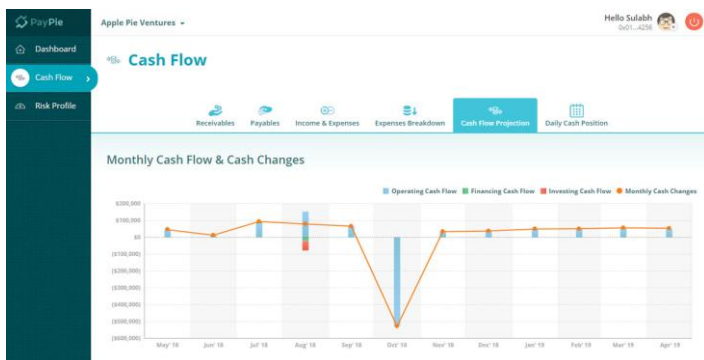 PayPie
Apple Pie Ventures
Hello Sulabh
0x01...4256
Dashboard
Cash Flow
Risk Profile
Cash Flow
Receivables Payables Income & Expenses Expenses Breakdown Cash Flow Projection Daily Cash Position
Monthly Cash Flow & Cash Changes
Operating Cash Flow Financing Cash Flow Investing Cash Flow Monthly Cash Changes
$200,000
$100,000
$0
($100,000)
($200,000)
($300,000)
($400,000)
($500,000)
($600,000)
May' 18 Jun' 18 Jul' 18 Aug' 18 Sep' 18 Oct' 18 Nov' 18 Dec' 18 Jan' 19 Feb' 19 Mar' 19 Apr' 19